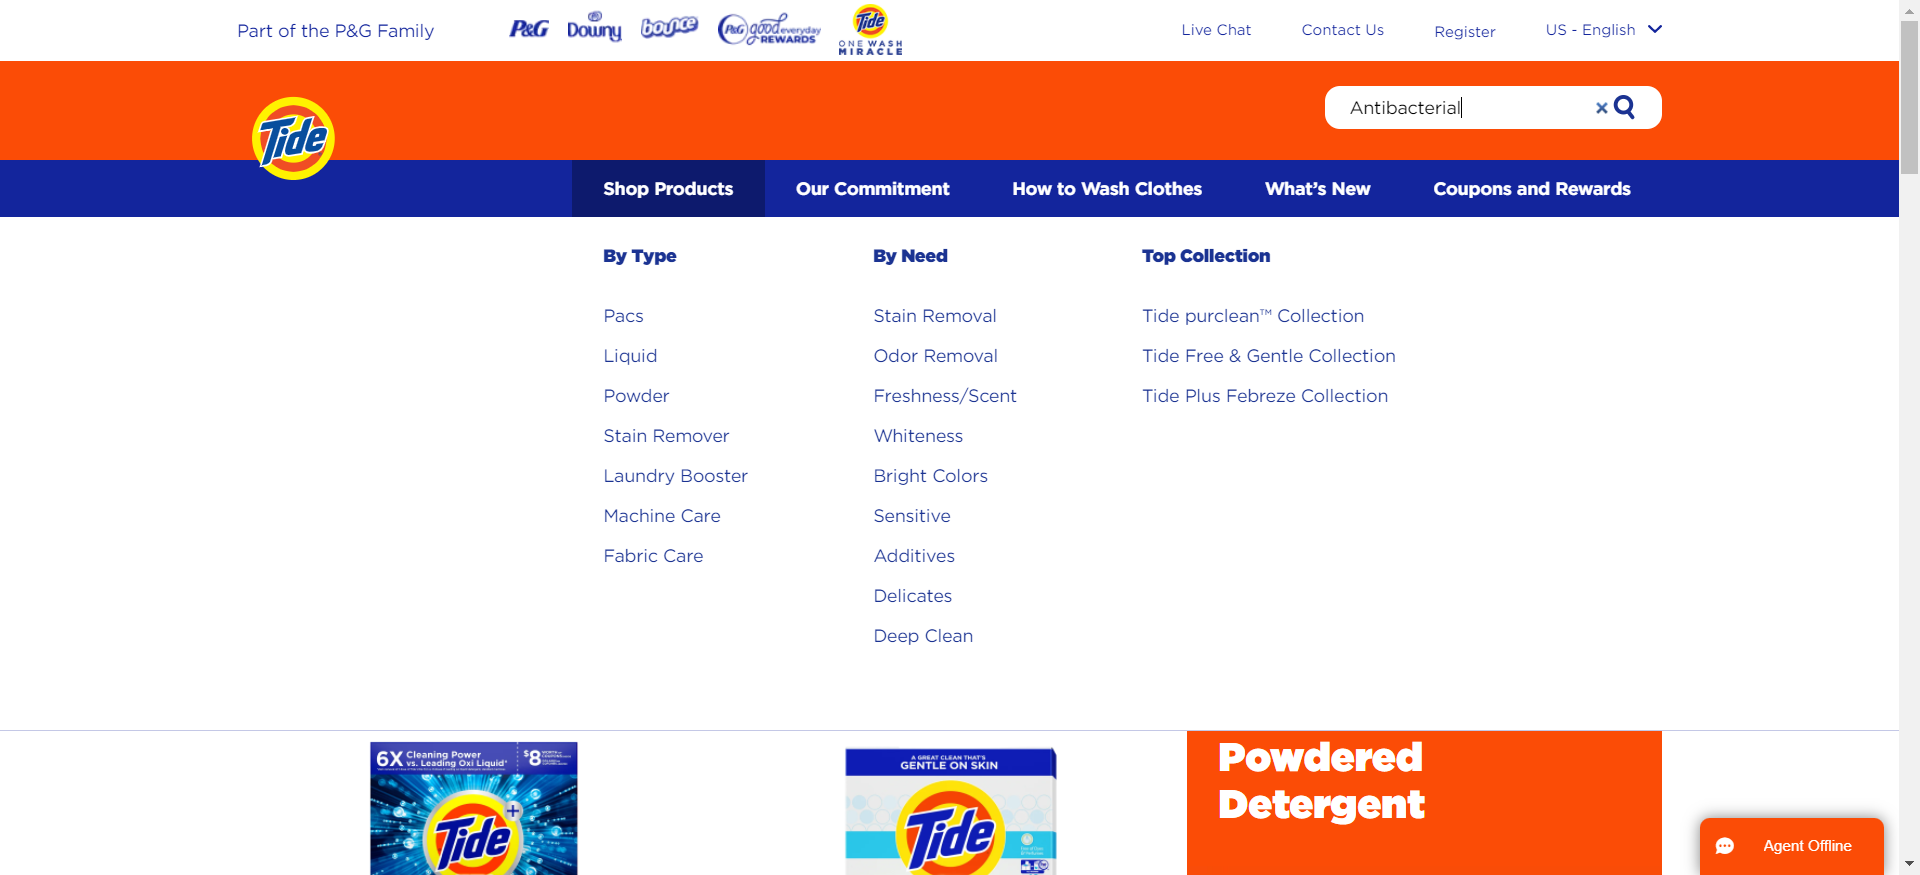 Part of the P&G Family
P&G
Downy
bounce
P&G good everyday
REWARDS
Tide
ONE WASH
MIRACLE
Live Chat
Contact Us
Register
US - English
Tide
Antibacterial
Shop Products
Our Commitment
How to Wash Clothes
What's New
Coupons and Rewards
By Type
Pacs
Liquid
Powder
Stain Remover
Laundry Booster
Machine Care
Fabric Care
By Need
Stain Removal
Odor Removal
Freshness/Scent
Whiteness
Bright Colors
Sensitive
Additives
Delicates
Deep Clean
Top Collection
Tide purclean™ Collection
Tide Free & Gentle Collection
Tide Plus Febreze Collection
6X Cleaning Power
vs. Leading Oxi Liquid*
$8
Tide
+
A GREAT CLEAN THAT'S
GENTLE ON SKIN
Tide
Powdered
Detergent
Agent Offline